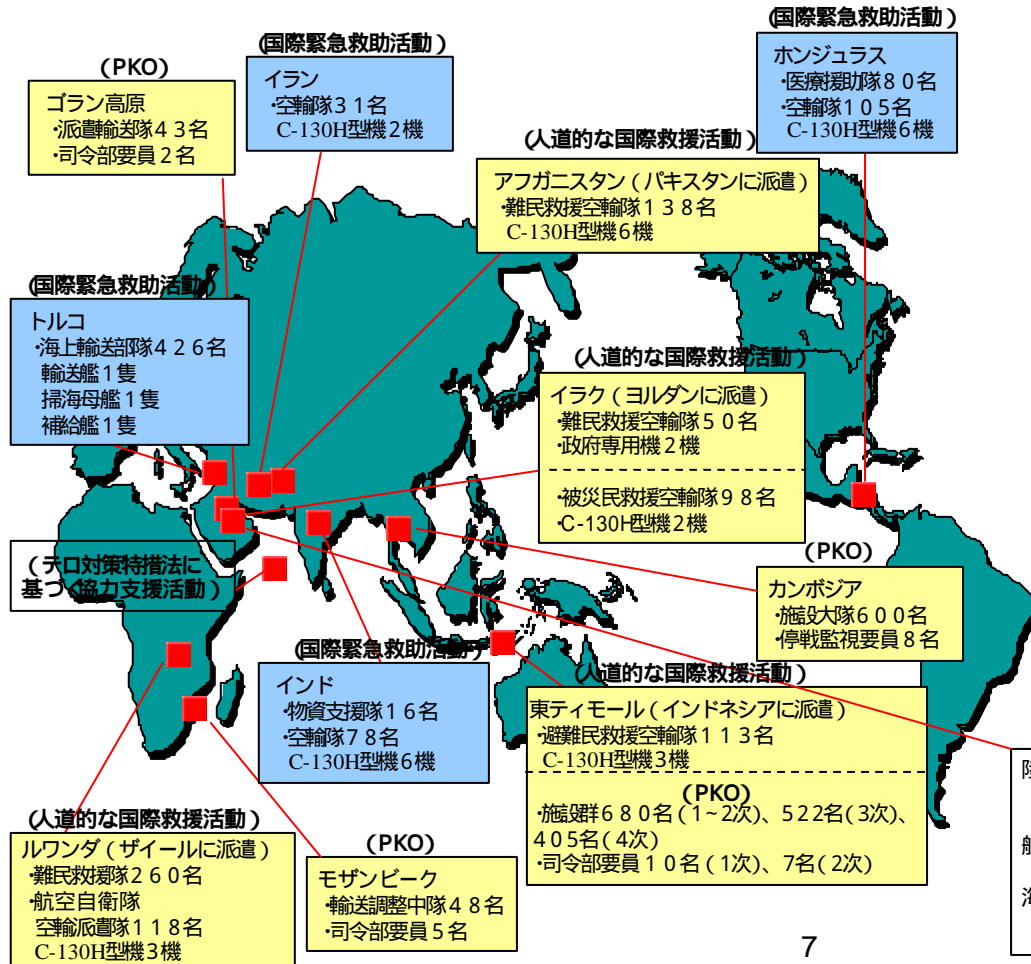 (国際緊急救助活動)
ホンジュラス
・医療援助隊80名
・空輸隊105名
C-130H型機6機
(国際緊急救助活動)
イラン
・空輸隊31名
C-130H型機2機
(PKO)
ゴラン高原
・派遣輸送隊43名
・司令部要員2名
(人道的な国際救援活動)
アフガニスタン(パキスタンに派遣)
・難民救援空輸隊138名
C-130H型機6機
(国際緊急救助活動)
トルコ
・海上輸送部隊426名
輸送艦1隻
掃海母艦1隻
補給艦1隻
(人道的な国際救援活動)
イラク(ヨルダンに派遣)
・難民救援空輸隊50名
・政府専用機2機
・被災民救援空輸隊98名
・C-130H型機2機
(テロ対策特措法に
基づく協力支援活動)
(PKO)
カンボジア
・施設大隊600名
・停戦監視要員8名
(国際緊急救助活動)
インド
・物資支援隊16名
・空輸隊78名
C-130H型機6機
(人道的な国際救援活動)
東ティモール(インドネシアに派遣)
・避難民救援空輸隊113名
C-130H型機3機
(PKO)
・施設群680名(1~2次)、522名(3次)、
405名(4次)
・司令部要員10名(1次)、7名(2次)
(人道的な国際救援活動)
ルワンダ(ザイールに派遣)
・難民救援隊260名
・航空自衛隊
空輸派遣隊118名
C-130H型機3機
(PKO)
モザンビーク
・輸送調整中隊48名
・司令部要員5名
海
7